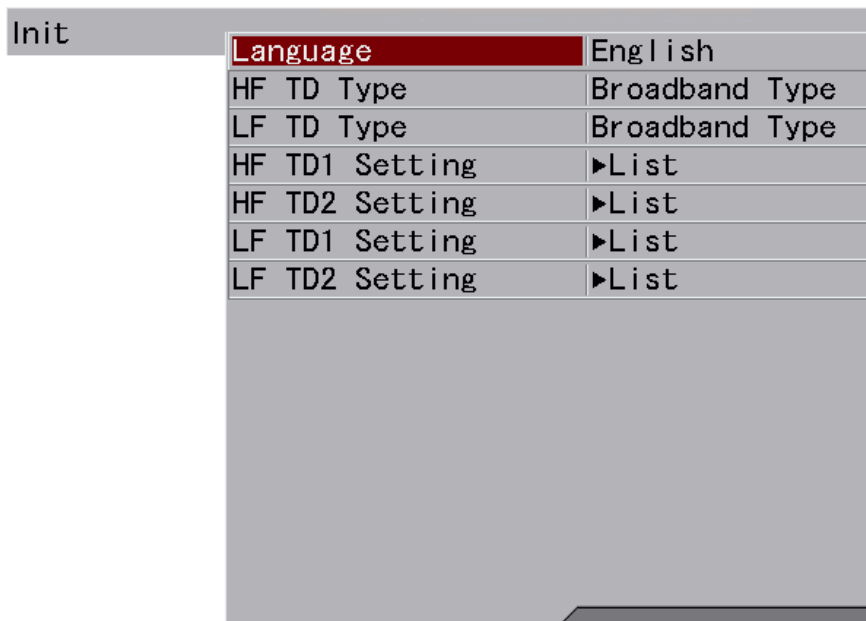 Init
Language English
HF TD Type Broadband Type
LF TD Type Broadband Type
HF TD1 Setting ▶List
HF TD2 Setting ▶List
LF TD1 Setting ▶List
LF TD2 Setting ▶List